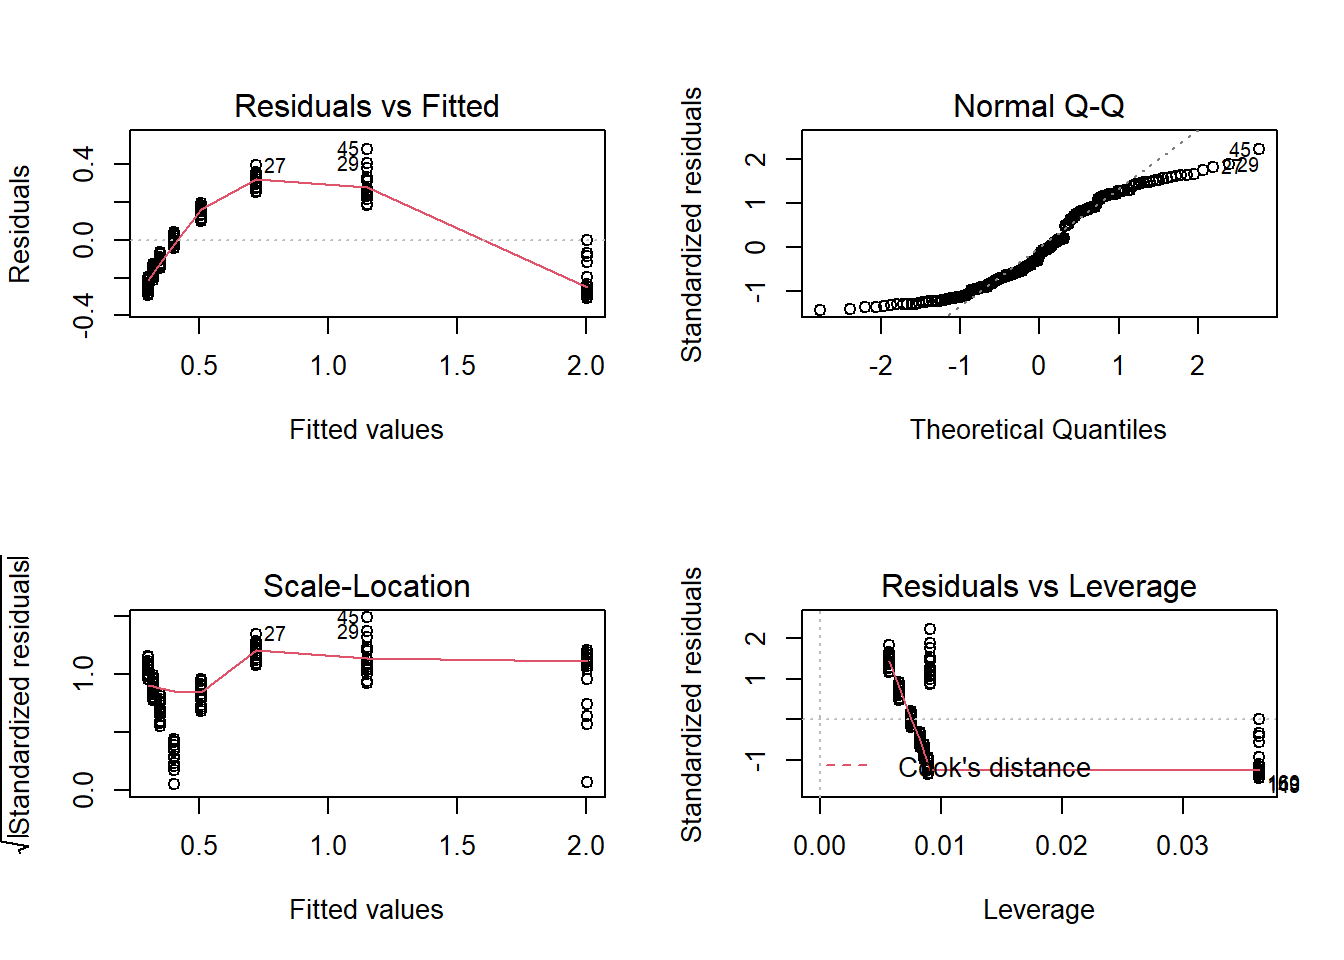 Residuals vs Fitted
Residuals
0.4
0.0
-0.4
45
29
27
0.5
1.0
1.5
2.0
Fitted values
Normal Q-Q
Standardized residuals
2
1
0
-1
45
27
29
-2
-1
0
1
2
Theoretical Quantiles
Scale-Location
√|Standardized residuals|
1.0
0.0
45
29
27
0.5
1.0
1.5
2.0
Fitted values
Residuals vs Leverage
Standardized residuals
2
1
-1
Cook's distance
0.00
0.01
0.02
0.03
Leverage